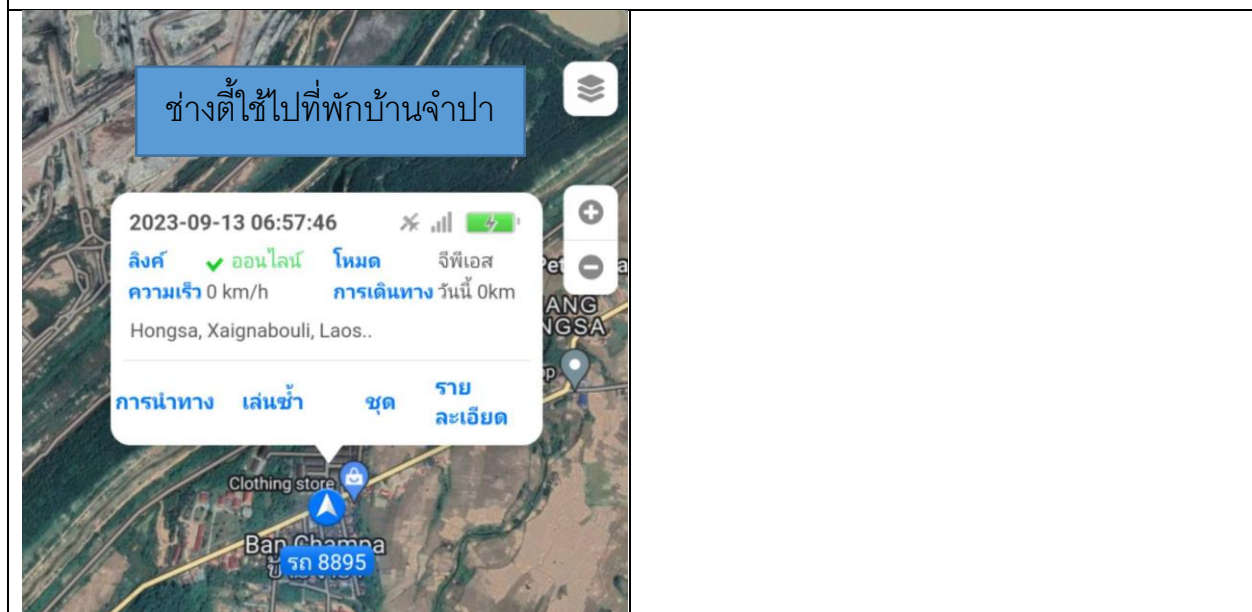 ช่างตี้ใช้ไปที่พักบ้านจำปา
2023-09-13 06:57:46
ลิงค์ ออนไลน์ โหมด จีพีเอส
ความเร็ว 0 km/h การเดินทาง วันนี้ 0km
Hongsa, Xaignabouli, Laos..
การนำทาง เล่นซ้ำ ชุด ราย
ละเอียด
ANG
NGSA
Clothing store
Ban Champa
รถ 8895